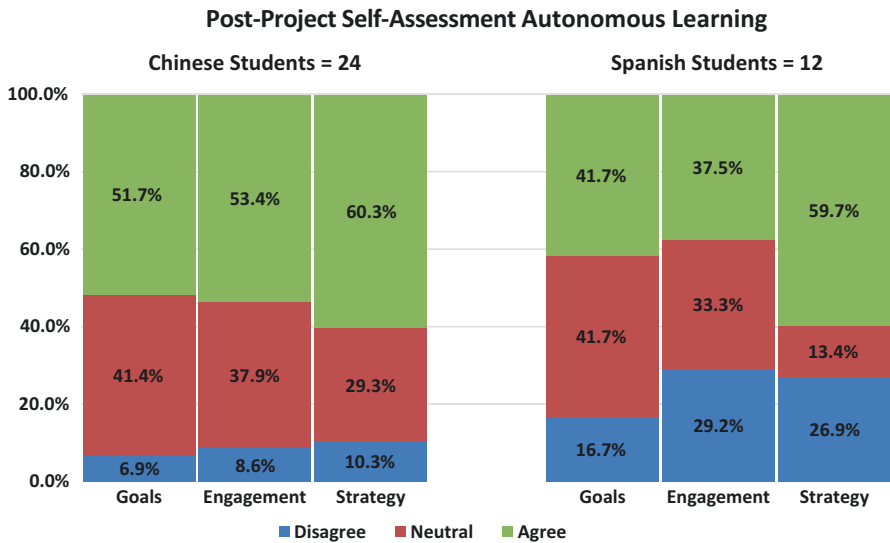 Post-Project Self-Assessment Autonomous Learning
Chinese Students = 24
Spanish Students = 12
100.0%
80.0%
60.0%
40.0%
20.0%
0.0%
51.7%
53.4%
60.3%
41.4%
37.9%
29.3%
6.9%
8.6%
10.3%
Goals
Engagement
Strategy
41.7%
37.5%
59.7%
41.7%
33.3%
13.4%
16.7%
29.2%
26.9%
Goals
Engagement
Strategy
Disagree
Neutral
Agree